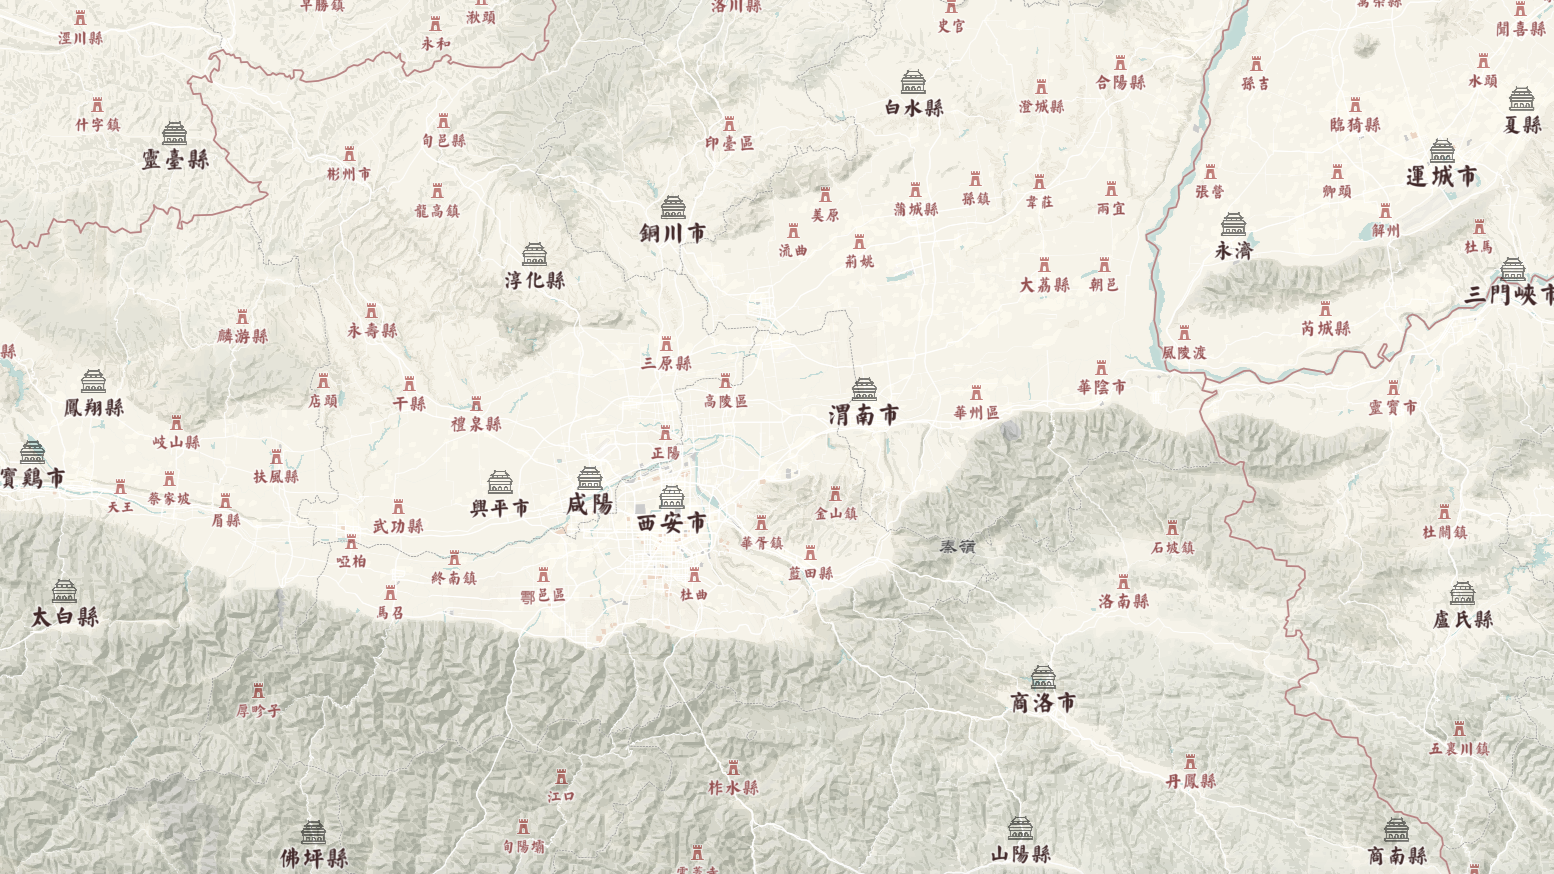 早勝鎮
湫頭
洛川縣
史官
萬榮縣
涇川縣
永和
聞喜縣
合陽縣
孫吉
水頭
什字鎮
白水縣
澄城縣
臨猗縣
夏縣
靈臺縣
旬邑縣
印臺區
彬州市
運城市
龍高鎮
美原
蒲城縣
孫鎮
韋莊
兩宜
張營
卿頭
銅川市
流曲
荊姚
解州
杜馬
永濟
淳化縣
大荔縣
朝邑
三門峽市
麟游縣
永壽縣
芮城縣
縣
三原縣
風陵渡
鳳翔縣
店頭
干縣
高陵區
華陰市
靈寶市
禮泉縣
渭南市
華州區
岐山縣
正陽
寶鷄市
扶風縣
天王
蔡家坡
眉縣
興平市
咸陽
武功縣
西安市
金山鎮
華胥鎮
杜關鎮
啞柏
秦嶺
石坡鎮
終南鎮
藍田縣
鄠邑區
杜曲
太白縣
馬召
洛南縣
盧氏縣
厚畛子
商洛市
五裏川鎮
江口
柞水縣
丹鳳縣
佛坪縣
旬陽壩
山陽縣
商南縣